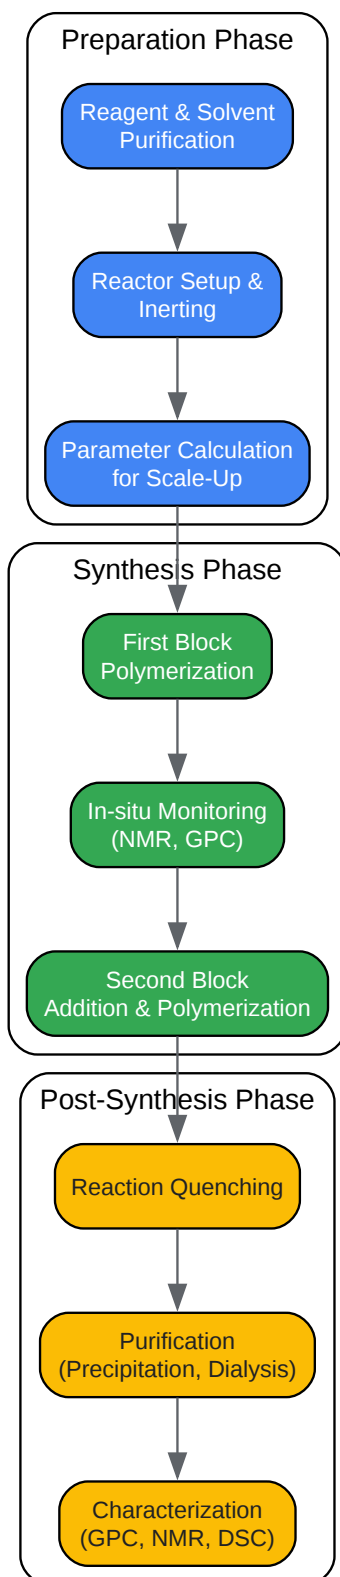 Preparation Phase
Reagent & Solvent
Purification
Reactor Setup &
Inerting
Parameter Calculation
for Scale-Up
Synthesis Phase
First Block
Polymerization
In-situ Monitoring
(NMR, GPC)
Second Block
Addition & Polymerization
Post-Synthesis Phase
Reaction Quenching
Purification
(Precipitation, Dialysis)
Characterization
(GPC, NMR, DSC)